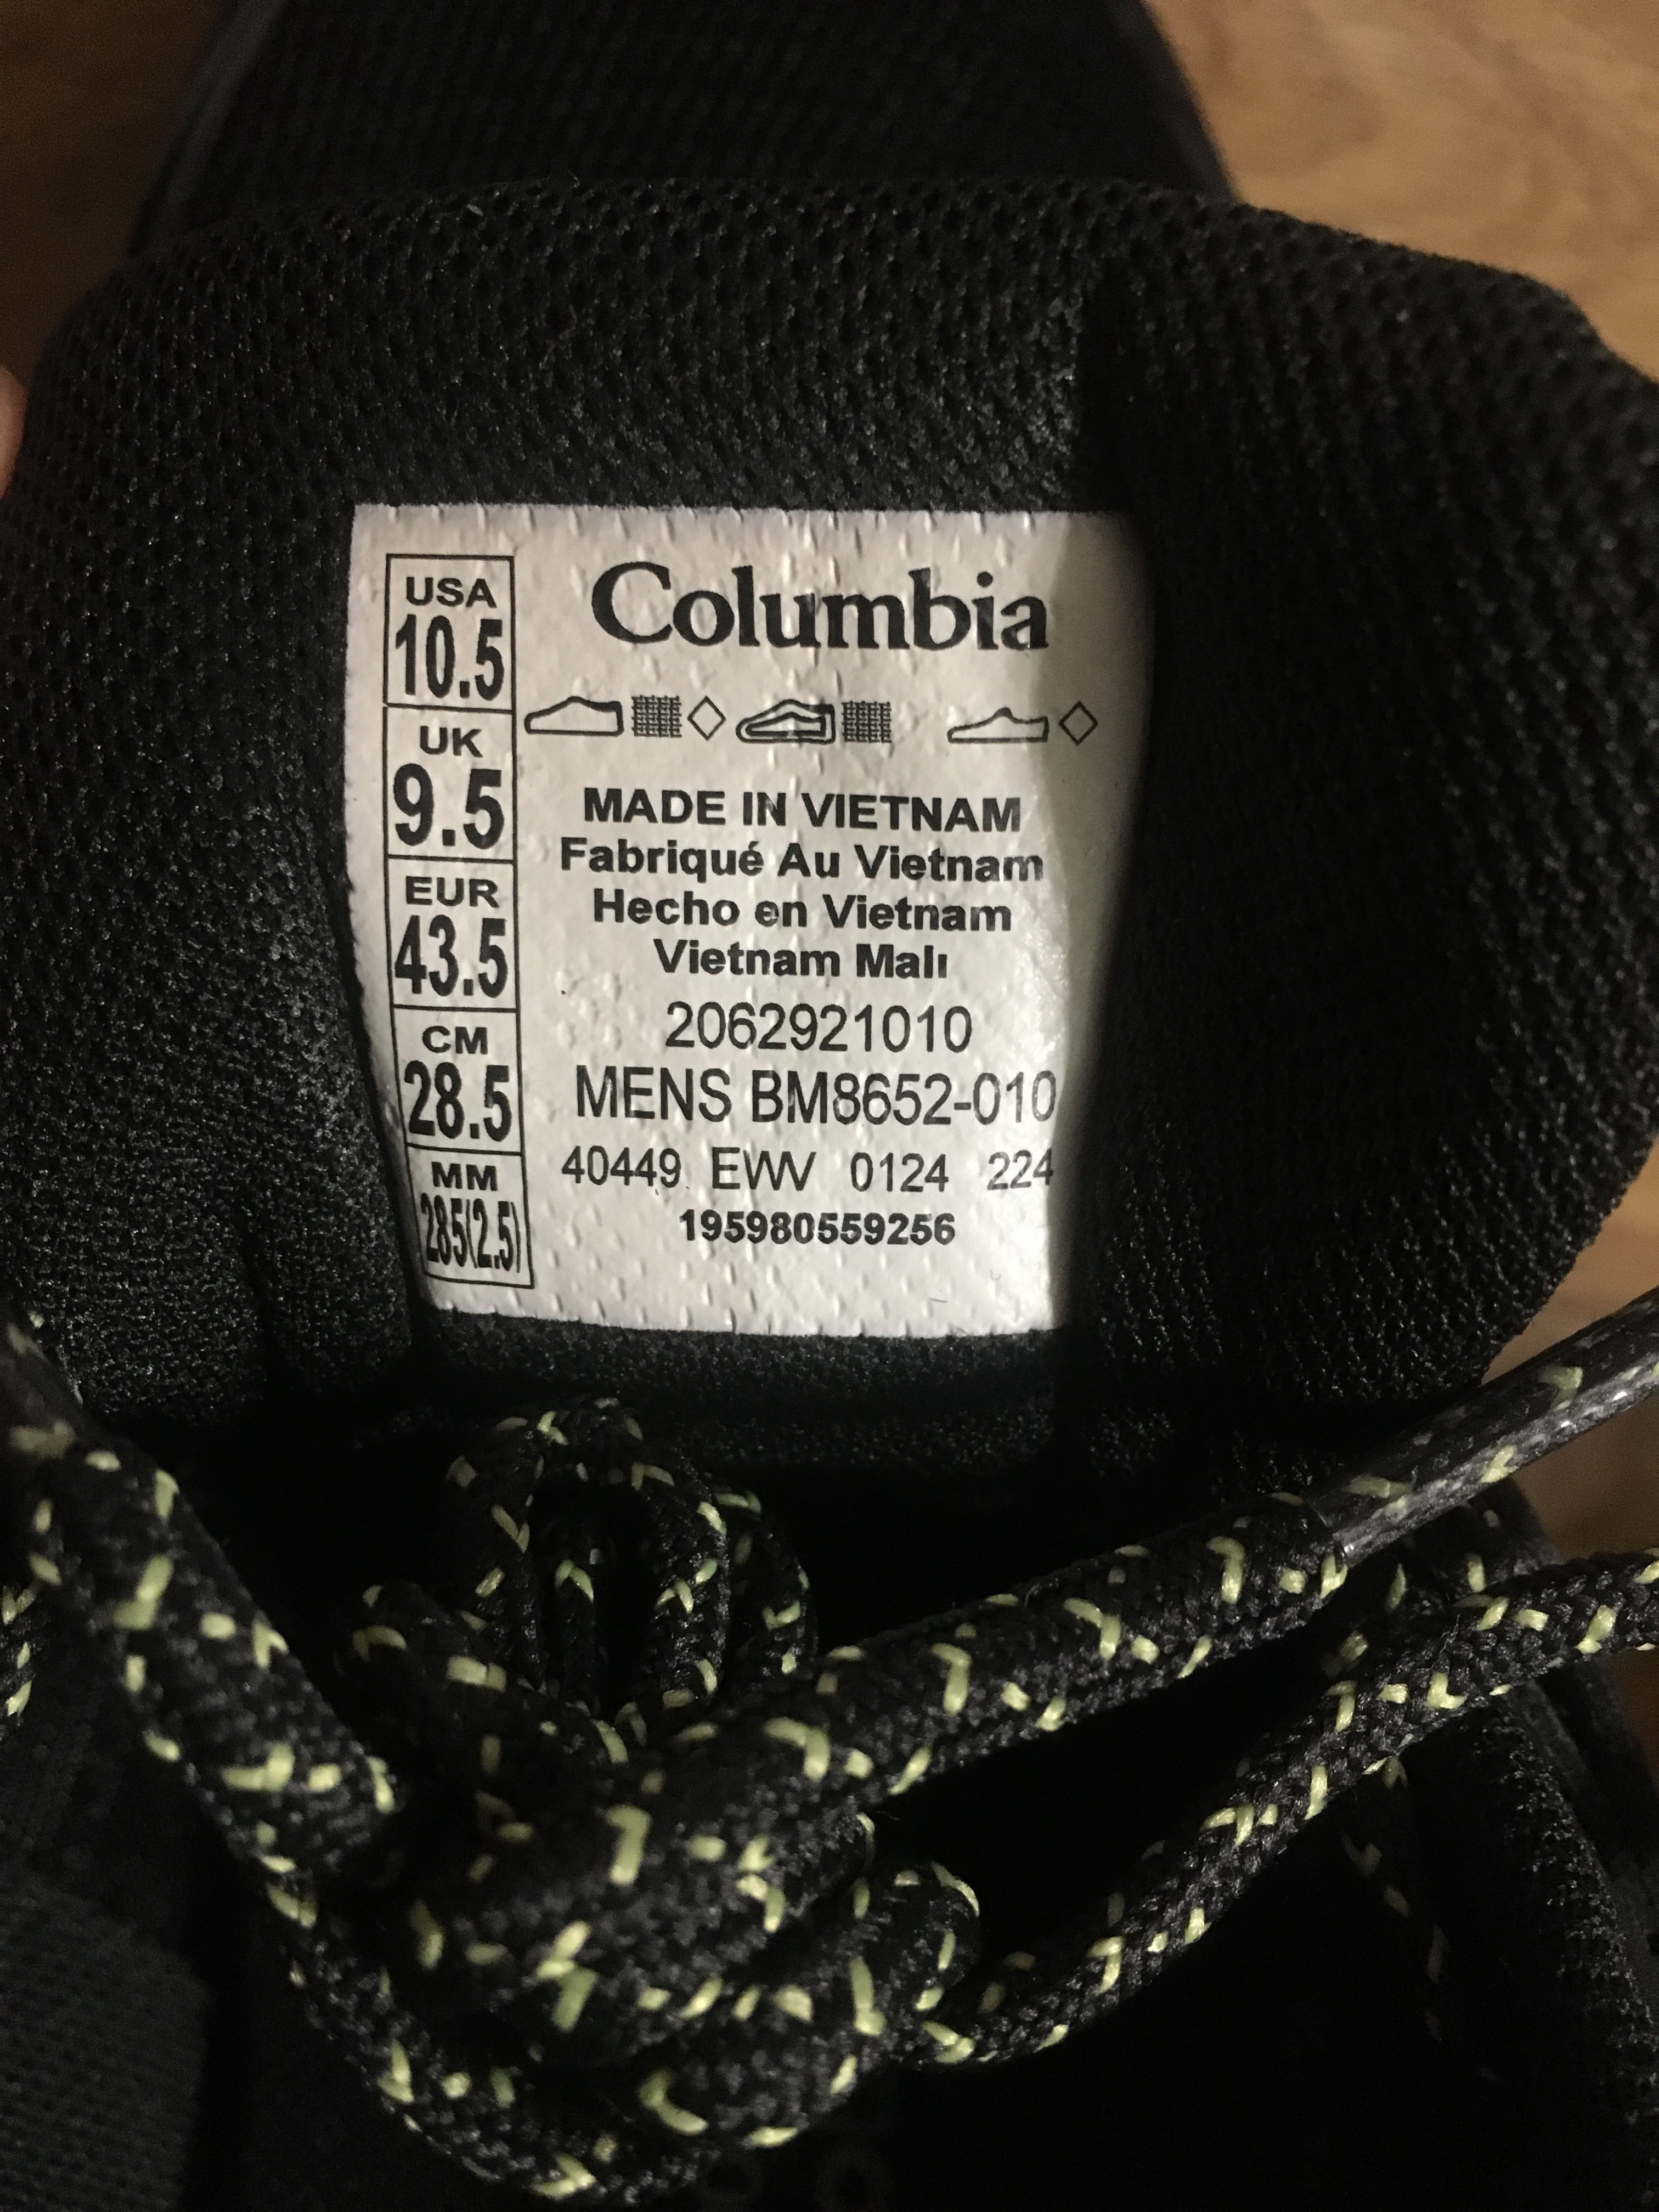 USA
10.5
UK
9.5
EUR
43.5
CM
28.5
MM
285(2.5)
Columbia
MADE IN VIETNAM
Fabriqué Au Vietnam
Hecho en Vietnam
Vietnam Malı
2062921010
MENS BM8652-010
40449 EWV 0124 224
195980559256